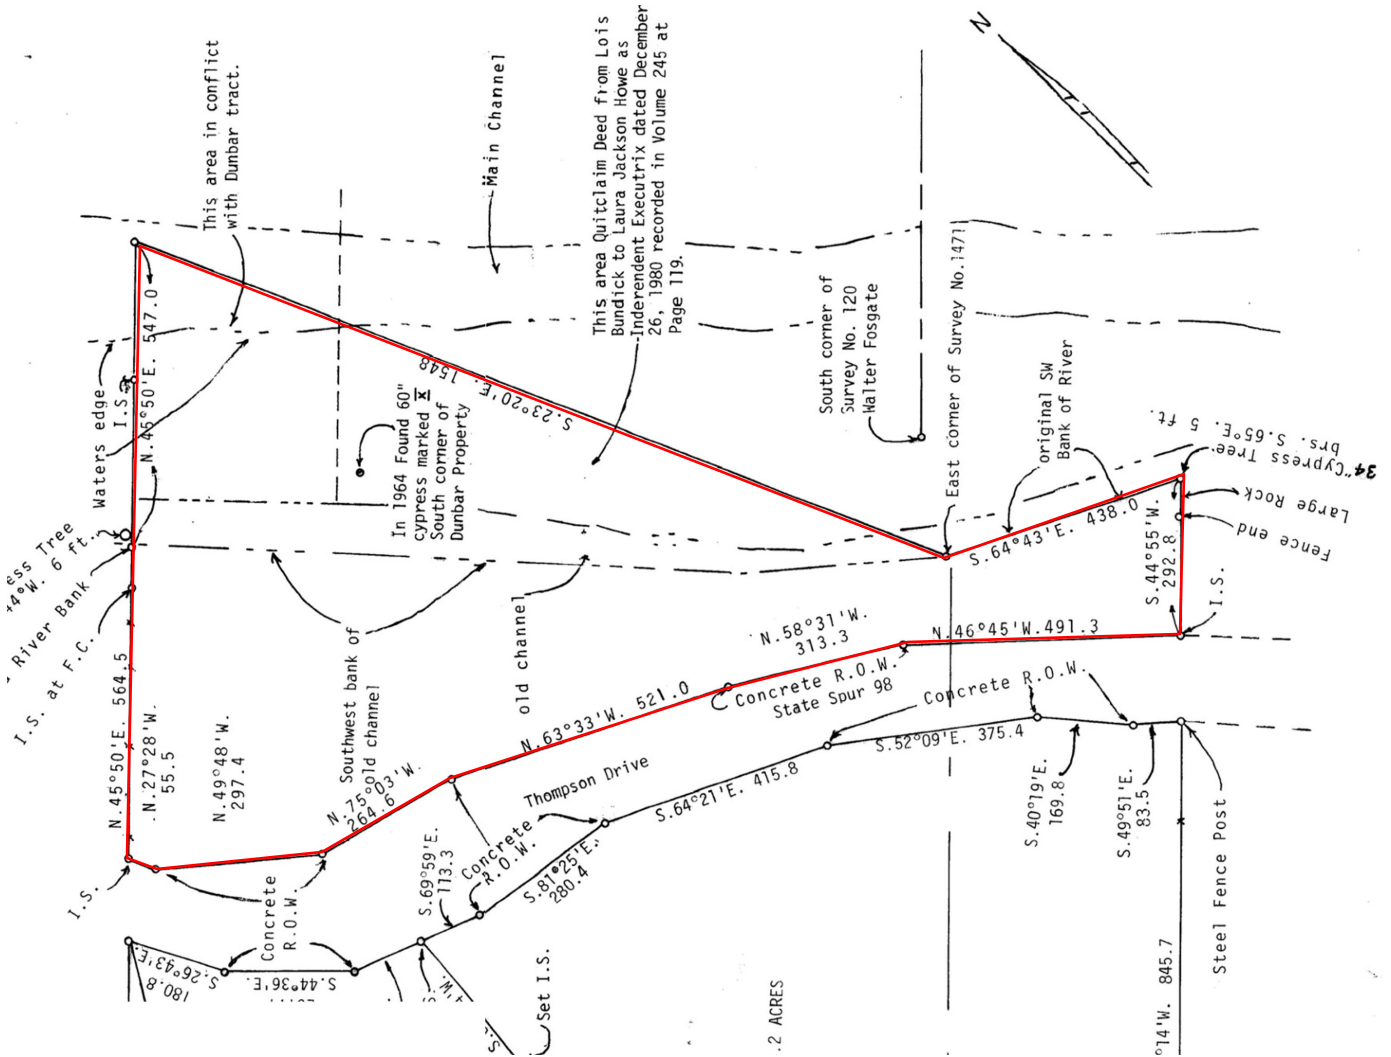 N
This area in conflict
with Dunbar tract.
Main Channel
This area Quitclaim Deed from Lois
Bundick to Laura Jackson Howe as
Inderendent Executrix dated December
26, 1980 recorded in Volume 245 at
Page 119.
South corner of
Survey No. 120
Walter Fosgate
East corner of Survey No.1471
original SW
Bank of River
brs. S.65°E. 5 ft.
34"Cypress Tree
Large Rock
Fence end
I.S.
S.44°55'W.
292.8
S.64°43'E. 438.0
S.23°20'E. 1548
N.45°50'E. 547.0
I.S.
Waters edge
In 1964 Found 60"
cypress marked X
South corner of
Dunbar Property
ess Tree
4°W. 6 ft.
River Bank
I.S. at F.C.
N.45°50'E. 564.5
N.27°28'W.
55.5
N.49°48'W.
297.4
Southwest bank of
old channel
old channel
N.75°03'W.
264.6
N.63°33'W. 521.0
N.58°31'W.
313.3
N.46°45'W.491.3
Concrete R.O.W.
State Spur 98
Concrete R.O.W.
Thompson Drive
S.52°09'E. 375.4
S.64°21'E. 415.8
S.40°19'E.
169.8
S.49°51'E.
83.5
Steel Fence Post
I.S.
Concrete
R.O.W.
S.69°59'E.
113.3
Concrete
R.O.W.
S.81°25'E.
280.4
S.26°43'E.
180.8
S.44°36'E.
Set I.S.
.2 ACRES
°14'W. 845.7